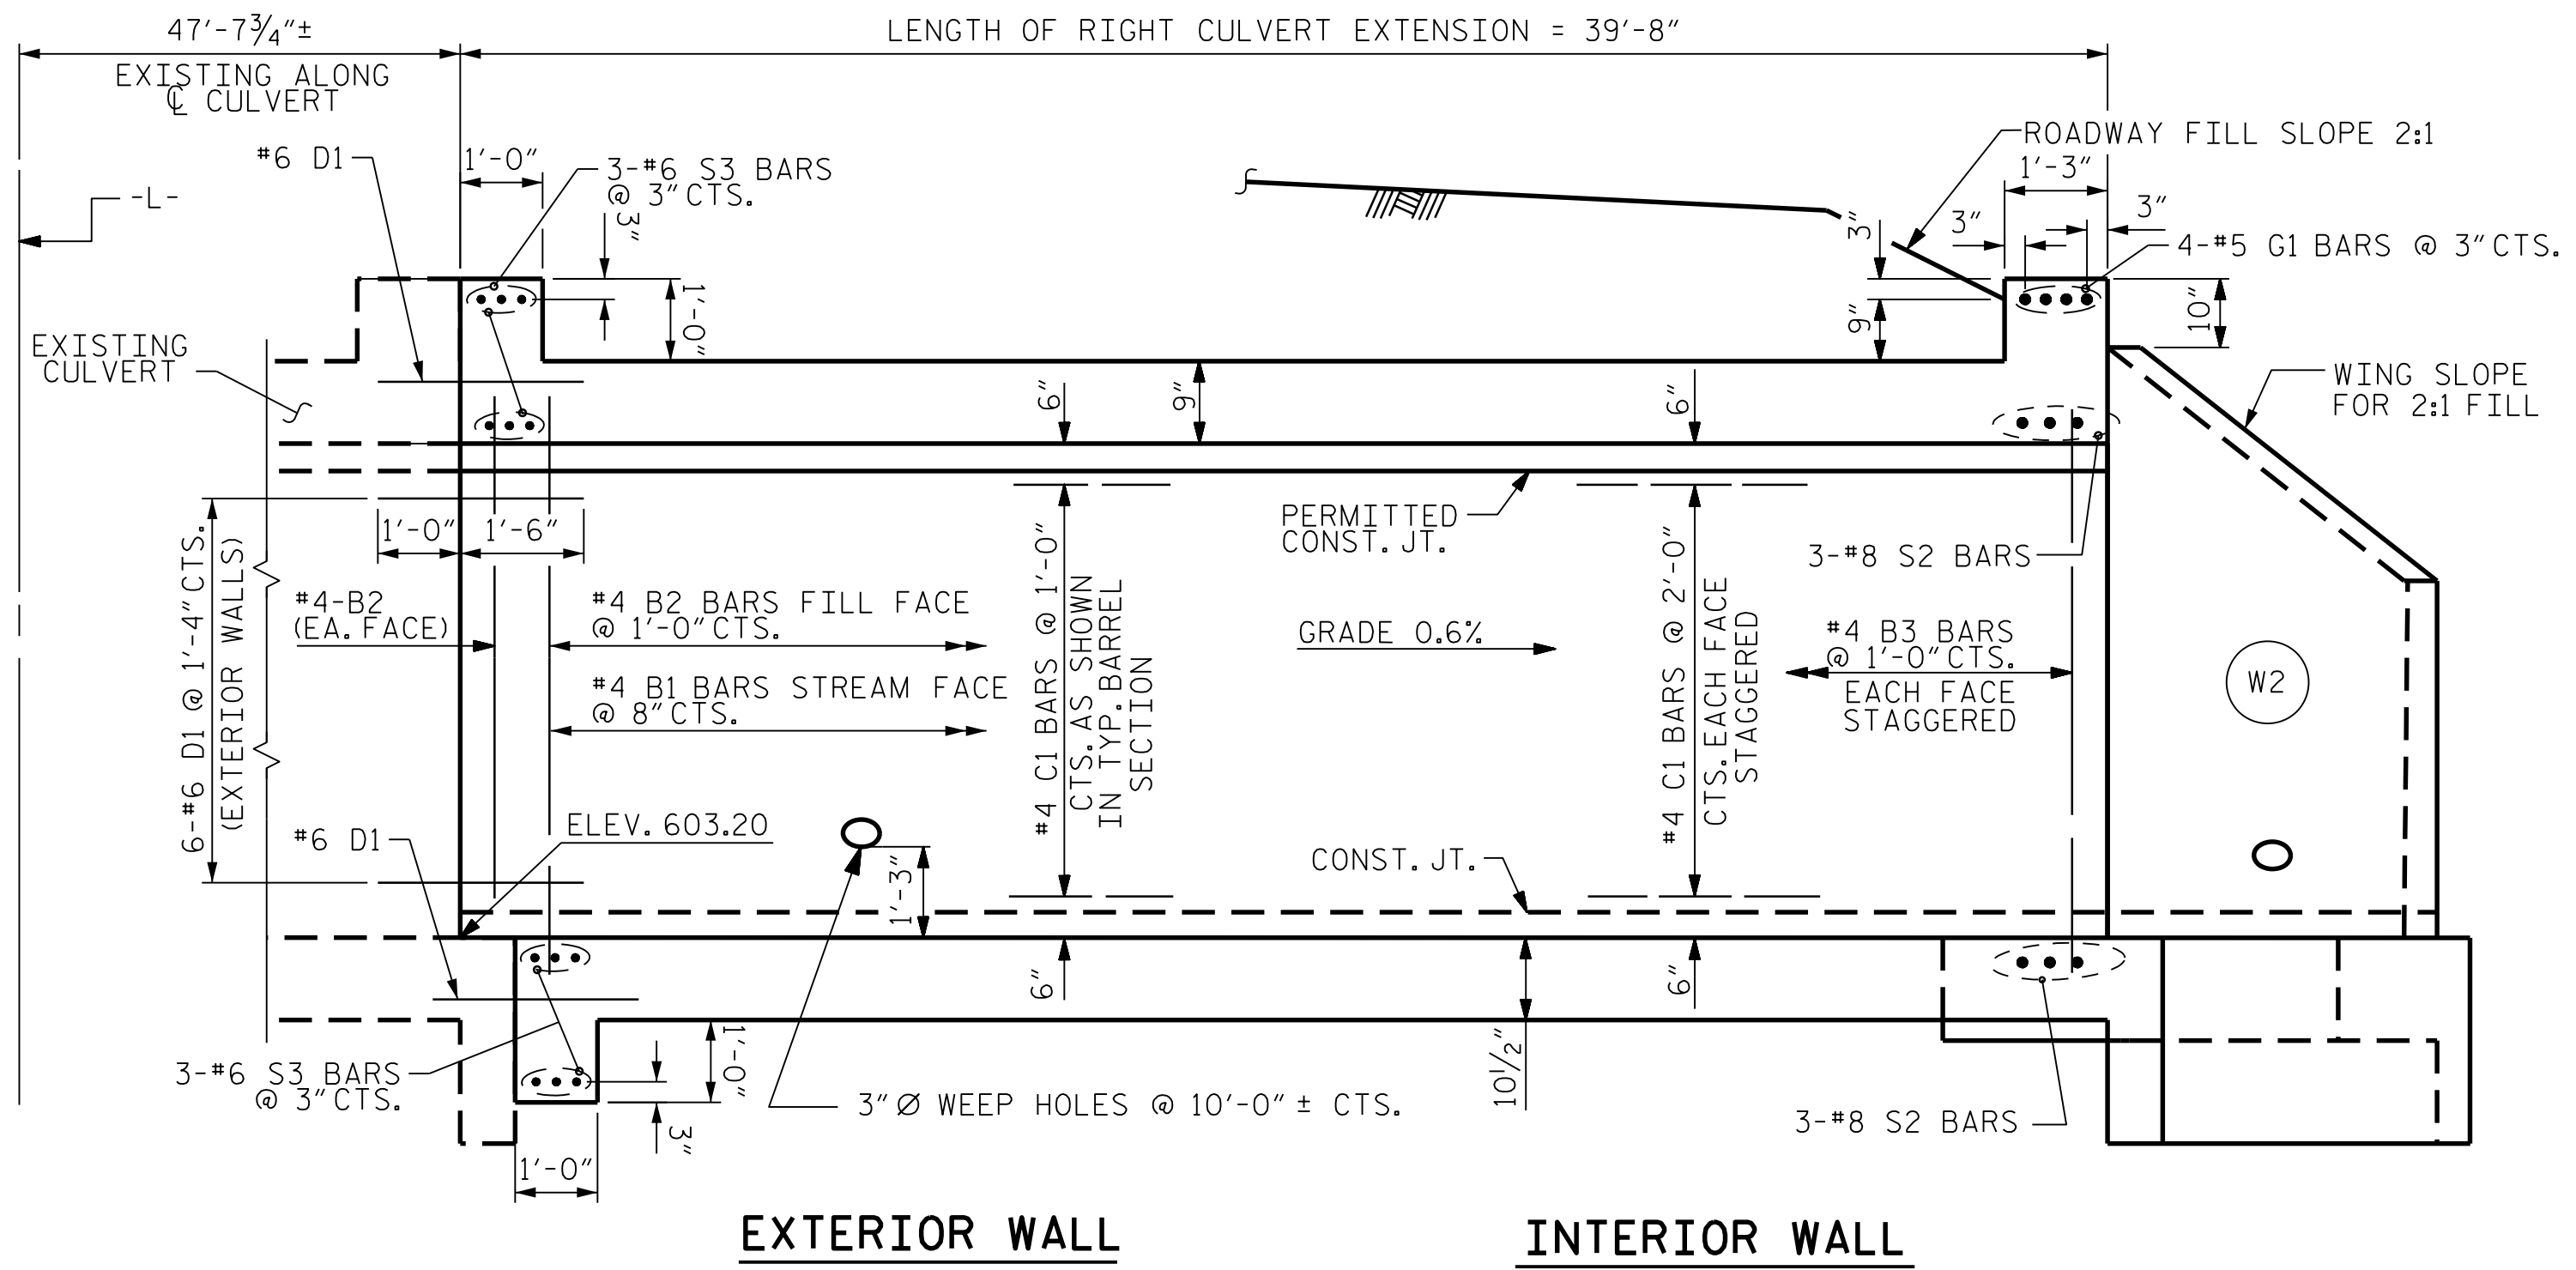 47'-7¾"±
LENGTH OF RIGHT CULVERT EXTENSION = 39'-8"
EXISTING ALONG
℄ CULVERT
ROADWAY FILL SLOPE 2:1
#6 D1
1'-0"
3-#6 S3 BARS
@ 3" CTS.
1'-3"
-L-
3"
3"
3"
3"
4-#5 G1 BARS @ 3" CTS.
1'-0"
9"
10"
EXISTING
CULVERT
WING SLOPE
FOR 2:1 FILL
6"
9"
6"
1'-0"
1'-6"
PERMITTED
CONST. JT.
3-#8 S2 BARS
6-#6 D1 @ 1'-4" CTS.
(EXTERIOR WALLS)
#4-B2
(EA. FACE)
#4 B2 BARS FILL FACE
@ 1'-0" CTS.
#4 B1 BARS STREAM FACE
@ 8" CTS.
#4 C1 BARS @ 1'-0"
CTS. AS SHOWN
IN TYP. BARREL
SECTION
GRADE 0.6%
#4 C1 BARS @ 2'-0"
CTS. EACH FACE
STAGGERED
#4 B3 BARS
@ 1'-0" CTS.
EACH FACE
STAGGERED
W2
#6 D1
ELEV. 603.20
1'-3"
CONST. JT.
6"
10½"
6"
3-#6 S3 BARS
@ 3" CTS.
1'-0"
3"
1'-0"
3" Ø WEEP HOLES @ 10'-0" ± CTS.
3-#8 S2 BARS
EXTERIOR WALL
INTERIOR WALL